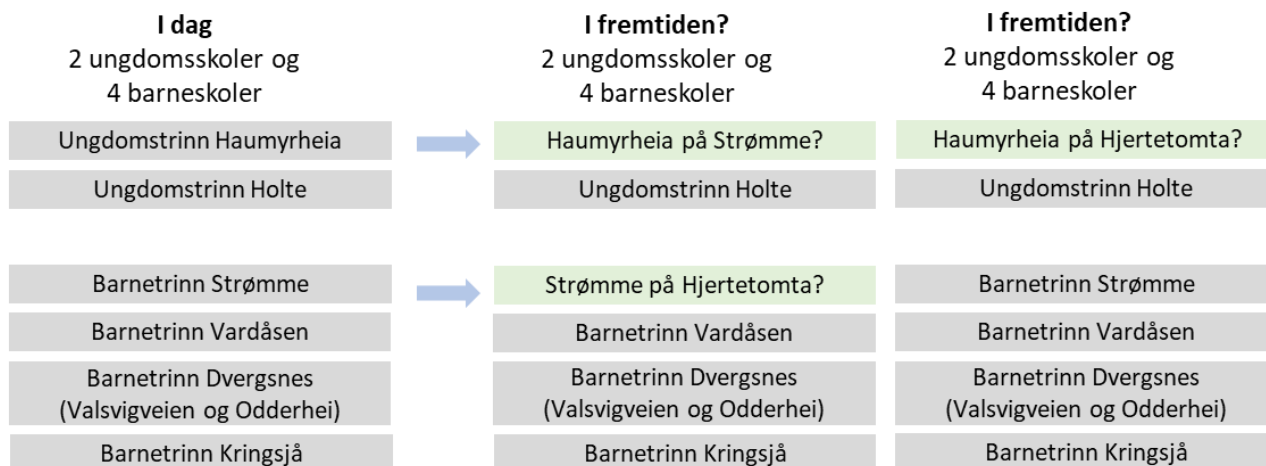 I dag
2 ungdomsskoler og
4 barneskoler
Ungdomstrinn Haumyrheia
Ungdomstrinn Holte
Barnetrinn Strømme
Barnetrinn Vardåsen
Barnetrinn Dvergsnes
(Valsvigveien og Odderhei)
Barnetrinn Kringsjå
I fremtiden?
2 ungdomsskoler og
4 barneskoler
Haumyrheia på Strømme?
Ungdomstrinn Holte
Strømme på Hjertetomta?
Barnetrinn Vardåsen
Barnetrinn Dvergsnes
(Valsvigveien og Odderhei)
Barnetrinn Kringsjå
I fremtiden?
2 ungdomsskoler og
4 barneskoler
Haumyrheia på Hjertetomta?
Ungdomstrinn Holte
Barnetrinn Strømme
Barnetrinn Vardåsen
Barnetrinn Dvergsnes
(Valsvigveien og Odderhei)
Barnetrinn Kringsjå